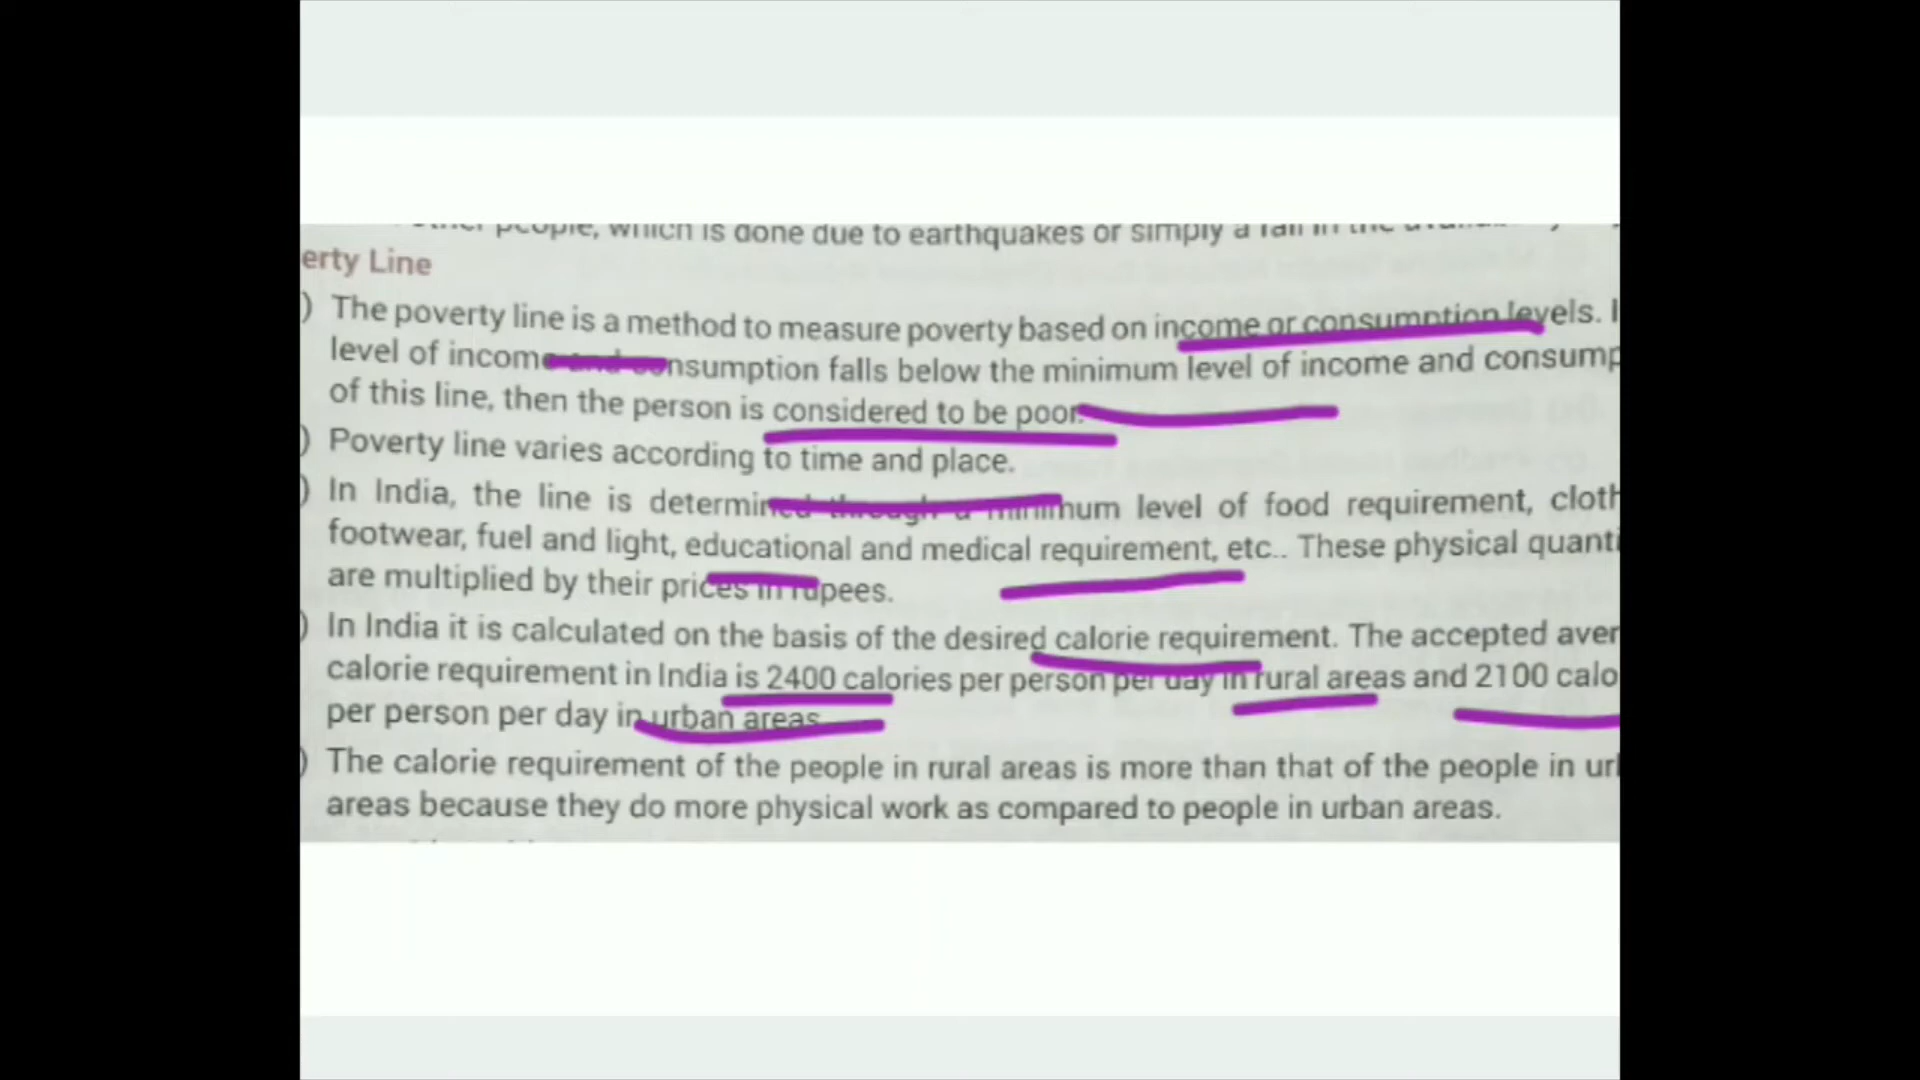 people, which is done due to earthquakes or simply a fall in the
erty Line
) The poverty line is a method to measure poverty based on income or consumption levels. I
level of income and consumption falls below the minimum level of income and consump
of this line, then the person is considered to be poor.
) Poverty line varies according to time and place.
) In India, the line is determined through a minimum level of food requirement, cloth
footwear, fuel and light, educational and medical requirement, etc.. These physical quanti
are multiplied by their prices in rupees.
) In India it is calculated on the basis of the desired calorie requirement. The accepted aver
calorie requirement in India is 2400 calories per person per day in rural areas and 2100 calo
per person per day in urban areas
) The calorie requirement of the people in rural areas is more than that of the people in url
areas because they do more physical work as compared to people in urban areas.